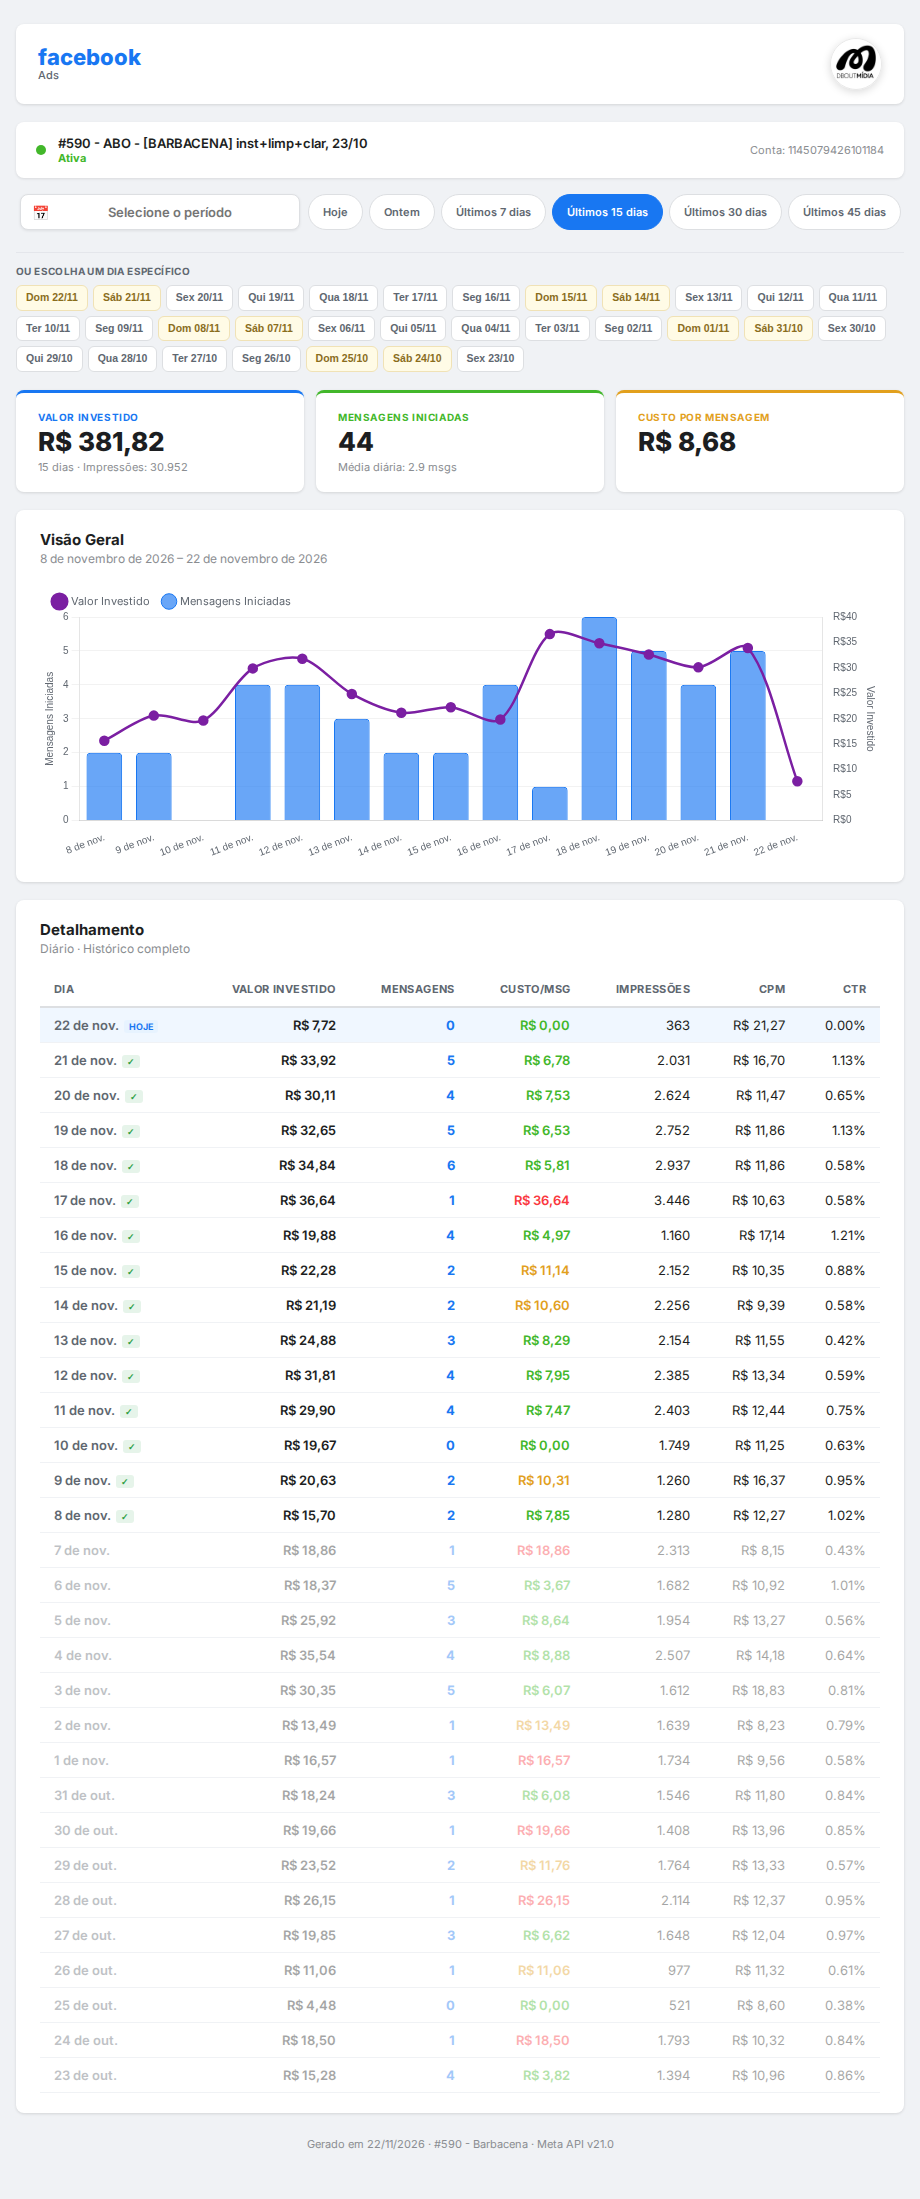 facebook
Ads
DBOUTMÍDIA
#590 - ABO - [BARBACENA] inst+limp+clar, 23/10
Ativa
Conta: 1145079426101184
📅 Selecione o período
Hoje
Ontem
Últimos 7 dias
Últimos 15 dias
Últimos 30 dias
Últimos 45 dias
OU ESCOLHA UM DIA ESPECÍFICO
Dom 22/11 Sáb 21/11 Sex 20/11 Qui 19/11 Qua 18/11 Ter 17/11 Seg 16/11 Dom 15/11 Sáb 14/11 Sex 13/11 Qui 12/11 Qua 11/11
Ter 10/11 Seg 09/11 Dom 08/11 Sáb 07/11 Sex 06/11 Qui 05/11 Qua 04/11 Ter 03/11 Seg 02/11 Dom 01/11 Sáb 31/10 Sex 30/10
Qui 29/10 Qua 28/10 Ter 27/10 Seg 26/10 Dom 25/10 Sáb 24/10 Sex 23/10
VALOR INVESTIDO
R$ 381,82
15 dias · Impressões: 30.952
MENSAGENS INICIADAS
44
Média diária: 2.9 msgs
CUSTO POR MENSAGEM
R$ 8,68
Visão Geral
8 de novembro de 2026 – 22 de novembro de 2026
Valor Investido Mensagens Iniciadas
Mensagens Iniciadas
6
5
4
3
2
1
0
R$40
R$35
R$30
R$25
R$20
R$15
R$10
R$5
R$0
Valor Investido
8 de nov. 9 de nov. 10 de nov. 11 de nov. 12 de nov. 13 de nov. 14 de nov. 15 de nov. 16 de nov. 17 de nov. 18 de nov. 19 de nov. 20 de nov. 21 de nov. 22 de nov.
Detalhamento
Diário · Histórico completo
DIA VALOR INVESTIDO MENSAGENS CUSTO/MSG IMPRESSÕES CPM CTR
22 de nov. HOJE R$ 7,72 0 R$ 0,00 363 R$ 21,27 0.00%
21 de nov. ✓ R$ 33,92 5 R$ 6,78 2.031 R$ 16,70 1.13%
20 de nov. ✓ R$ 30,11 4 R$ 7,53 2.624 R$ 11,47 0.65%
19 de nov. ✓ R$ 32,65 5 R$ 6,53 2.752 R$ 11,86 1.13%
18 de nov. ✓ R$ 34,84 6 R$ 5,81 2.937 R$ 11,86 0.58%
17 de nov. ✓ R$ 36,64 1 R$ 36,64 3.446 R$ 10,63 0.58%
16 de nov. ✓ R$ 19,88 4 R$ 4,97 1.160 R$ 17,14 1.21%
15 de nov. ✓ R$ 22,28 2 R$ 11,14 2.152 R$ 10,35 0.88%
14 de nov. ✓ R$ 21,19 2 R$ 10,60 2.256 R$ 9,39 0.58%
13 de nov. ✓ R$ 24,88 3 R$ 8,29 2.154 R$ 11,55 0.42%
12 de nov. ✓ R$ 31,81 4 R$ 7,95 2.385 R$ 13,34 0.59%
11 de nov. ✓ R$ 29,90 4 R$ 7,47 2.403 R$ 12,44 0.75%
10 de nov. ✓ R$ 19,67 0 R$ 0,00 1.749 R$ 11,25 0.63%
9 de nov. ✓ R$ 20,63 2 R$ 10,31 1.260 R$ 16,37 0.95%
8 de nov. ✓ R$ 15,70 2 R$ 7,85 1.280 R$ 12,27 1.02%
7 de nov. R$ 18,86 1 R$ 18,86 2.313 R$ 8,15 0.43%
6 de nov. R$ 18,37 5 R$ 3,67 1.682 R$ 10,92 1.01%
5 de nov. R$ 25,92 3 R$ 8,64 1.954 R$ 13,27 0.56%
4 de nov. R$ 35,54 4 R$ 8,88 2.507 R$ 14,18 0.64%
3 de nov. R$ 30,35 5 R$ 6,07 1.612 R$ 18,83 0.81%
2 de nov. R$ 13,49 1 R$ 13,49 1.639 R$ 8,23 0.79%
1 de nov. R$ 16,57 1 R$ 16,57 1.734 R$ 9,56 0.58%
31 de out. R$ 18,24 3 R$ 6,08 1.546 R$ 11,80 0.84%
30 de out. R$ 19,66 1 R$ 19,66 1.408 R$ 13,96 0.85%
29 de out. R$ 23,52 2 R$ 11,76 1.764 R$ 13,33 0.57%
28 de out. R$ 26,15 1 R$ 26,15 2.114 R$ 12,37 0.95%
27 de out. R$ 19,85 3 R$ 6,62 1.648 R$ 12,04 0.97%
26 de out. R$ 11,06 1 R$ 11,06 977 R$ 11,32 0.61%
25 de out. R$ 4,48 0 R$ 0,00 521 R$ 8,60 0.38%
24 de out. R$ 18,50 1 R$ 18,50 1.793 R$ 10,32 0.84%
23 de out. R$ 15,28 4 R$ 3,82 1.394 R$ 10,96 0.86%
Gerado em 22/11/2026 · #590 - Barbacena · Meta API v21.0